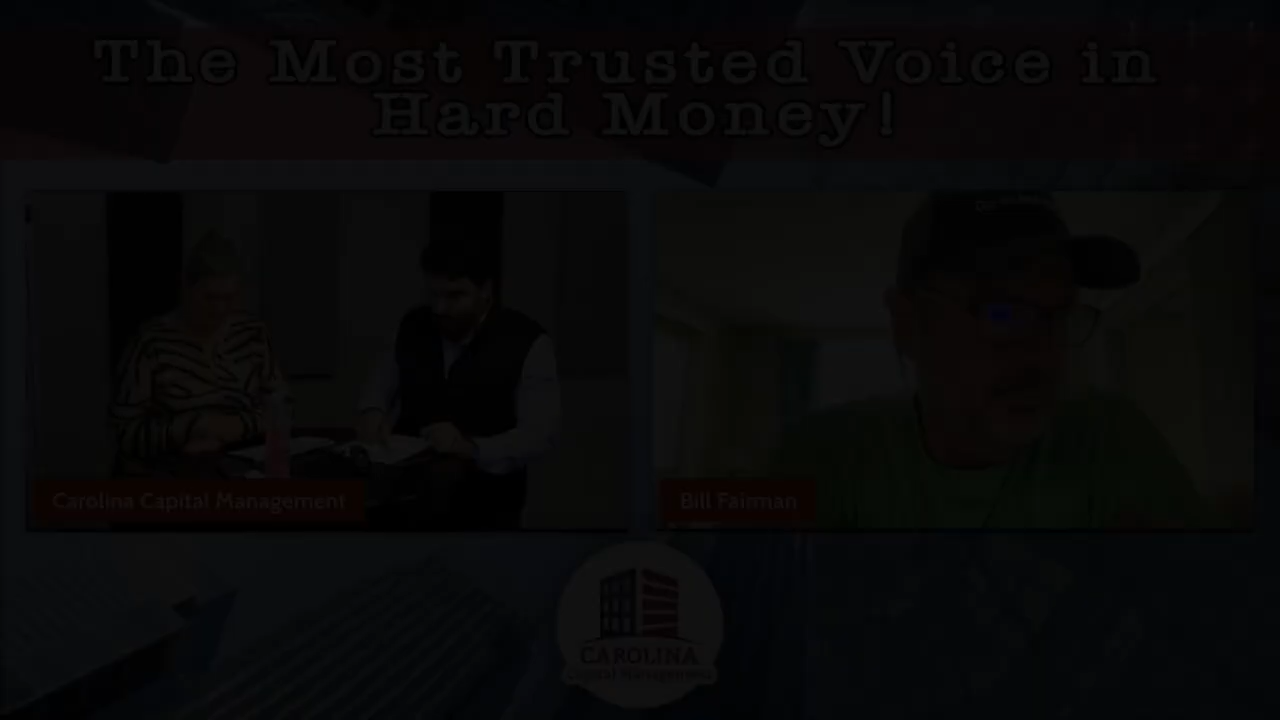 The Most Trusted Voice in
Hard Money!
Carolina Capital Management
Bill Fairman
CAROLINA
Capital Management